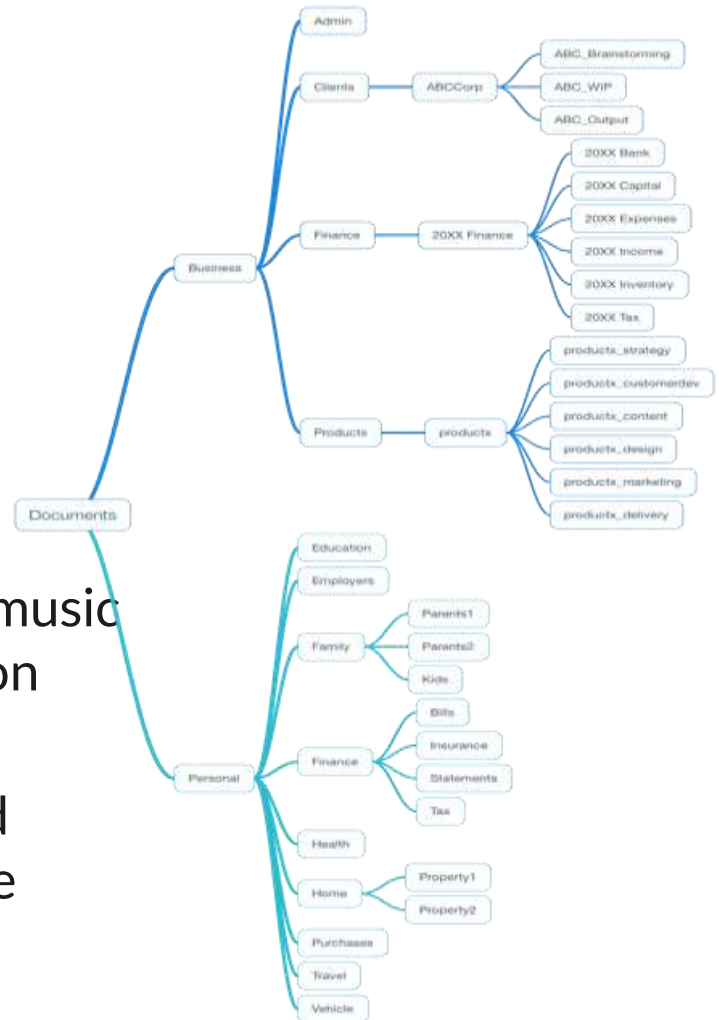 Admin
Clients
ABCCorp
ABC_Brainstorming
ABC_WIP
ABC_Output
Finance
20XX Finance
20XX Bank
20XX Capital
20XX Expenses
20XX Income
20XX Inventory
20XX Tax
Business
Products
productx
productx_strategy
productx_customerdev
productx_content
productx_design
productx_marketing
productx_delivery
Documents
music
on
d
e
Education
Employers
Family
Parents1
Parents2
Kids
Finance
Bills
Insurance
Statements
Tax
Personal
Health
Home
Property1
Property2
Purchases
Travel
Vehicle